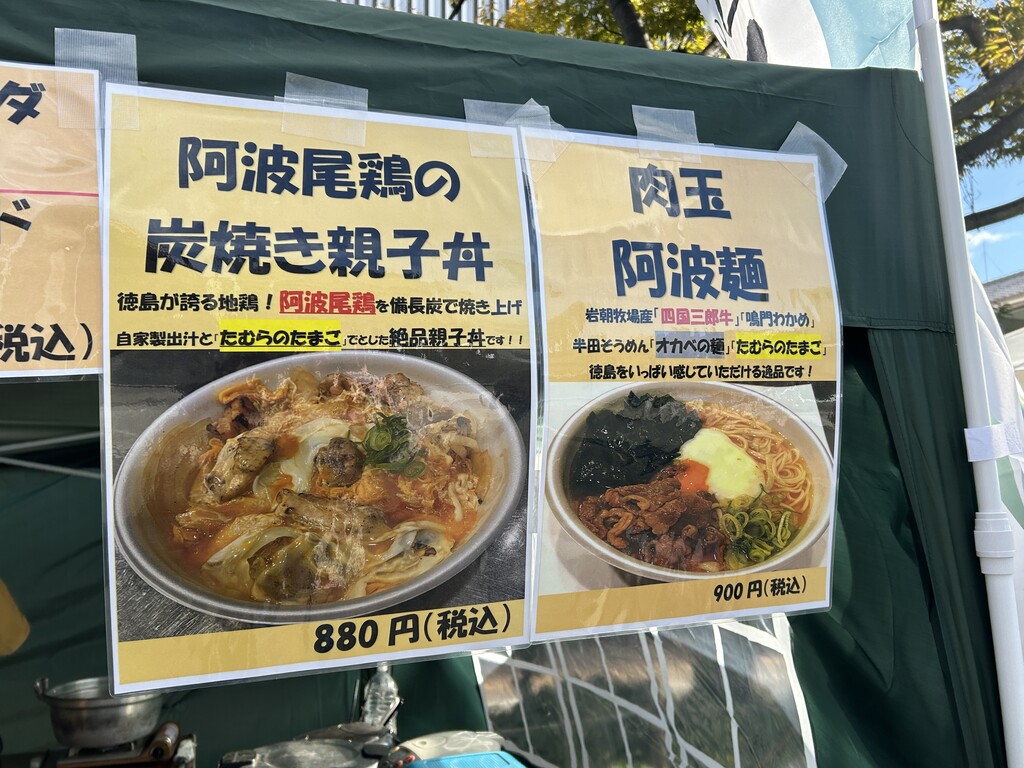 ダ
ド
税込)
阿波尾鶏の
炭焼き親子丼
徳島が誇る地鶏!阿波尾鶏を備長炭で焼き上げ
自家製出汁と「たむらのたまご」でとじた絶品親子丼です!!
880円(税込)
肉玉
阿波麺
岩朝牧場産「四国三郎牛」「鳴門わかめ」
半田そうめん「オカベの麺」「たむらのたまご」
徳島をいっぱい感じていただける逸品です!
900円(税込)